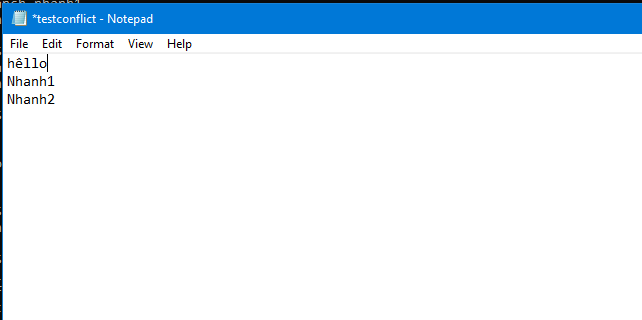 *testconflict - Notepad
File Edit Format View Help
hêllo
Nhanh1
Nhanh2